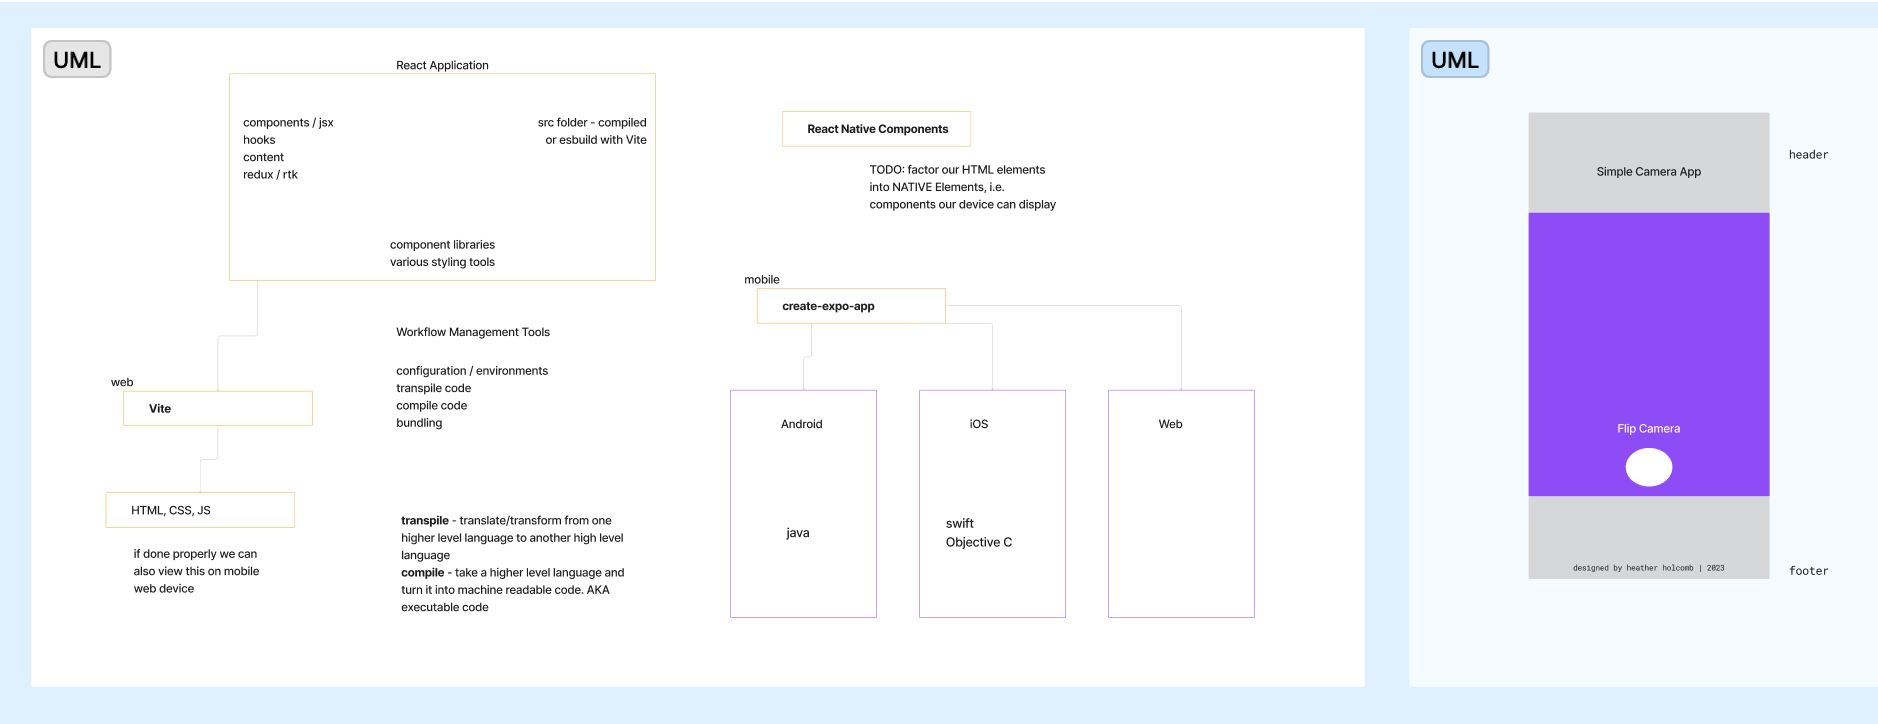 UML
React Application
components / jsx
hooks
content
redux / rtk
src folder - compiled
or esbuild with Vite
component libraries
various styling tools
web
Vite
HTML, CSS, JS
if done properly we can
also view this on mobile
web device
Workflow Management Tools
configuration / environments
transpile code
compile code
bundling
transpile - translate/transform from one
higher level language to another high level
language
compile - take a higher level language and
turn it into machine readable code. AKA
executable code
React Native Components
TODO: factor our HTML elements
into NATIVE Elements, i.e.
components our device can display
mobile
create-expo-app
Android
java
iOS
swift
Objective C
Web
UML
Simple Camera App
header
Flip Camera
designed by heather holcomb | 2023
footer